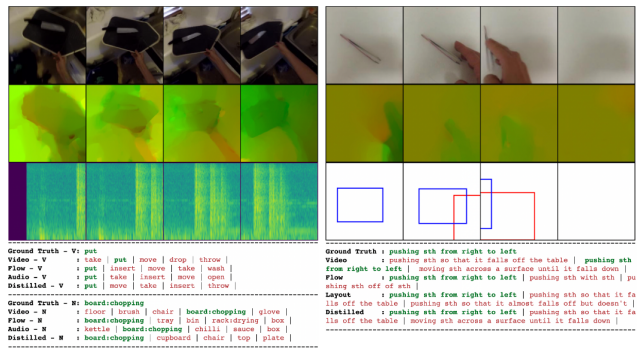 Ground Truth - V: put
Video - V : take | put | move | drop | throw |
Flow - V : put | insert | move | take | wash |
Audio - V : put | take | insert | move | open |
Distilled - V: put | move | take | insert | throw |
Ground Truth - N: board:chopping
Video - N : floor | brush | chair | board:chopping | glove |
Flow - N : board:chopping | tray | bin | rack:drying | box |
Audio - N : kettle | board:chopping | chilli | sauce | box |
Distilled - N : board:chopping | cupboard | chair | top | plate |
Ground Truth : pushing sth from right to left
Video : pushing sth so that it falls off the table | pushing sth
from right to left | moving sth across a surface until it falls down |
Flow : pushing sth from right to left | pushing sth with sth | pu
shing sth off of sth |
Layout : pushing sth from right to left | pushing sth so that it fa
lls off the table | pushing sth so that it almost falls off but doesn't |
Distilled : pushing sth from right to left | pushing sth so that it fa
lls off the table | moving sth across a surface until it falls down |